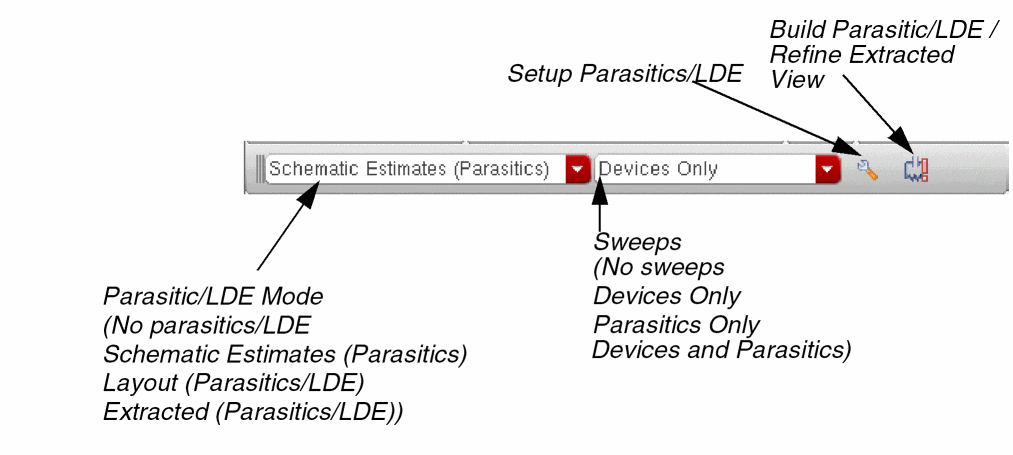 Build Parasitic/LDE /
Refine Extracted
View
Setup Parasitics/LDE
Schematic Estimates (Parasitics)
Devices Only
Sweeps
(No sweeps
Devices Only
Parasitics Only
Devices and Parasitics)
Parasitic/LDE Mode
(No parasitics/LDE
Schematic Estimates (Parasitics)
Layout (Parasitics/LDE)
Extracted (Parasitics/LDE))